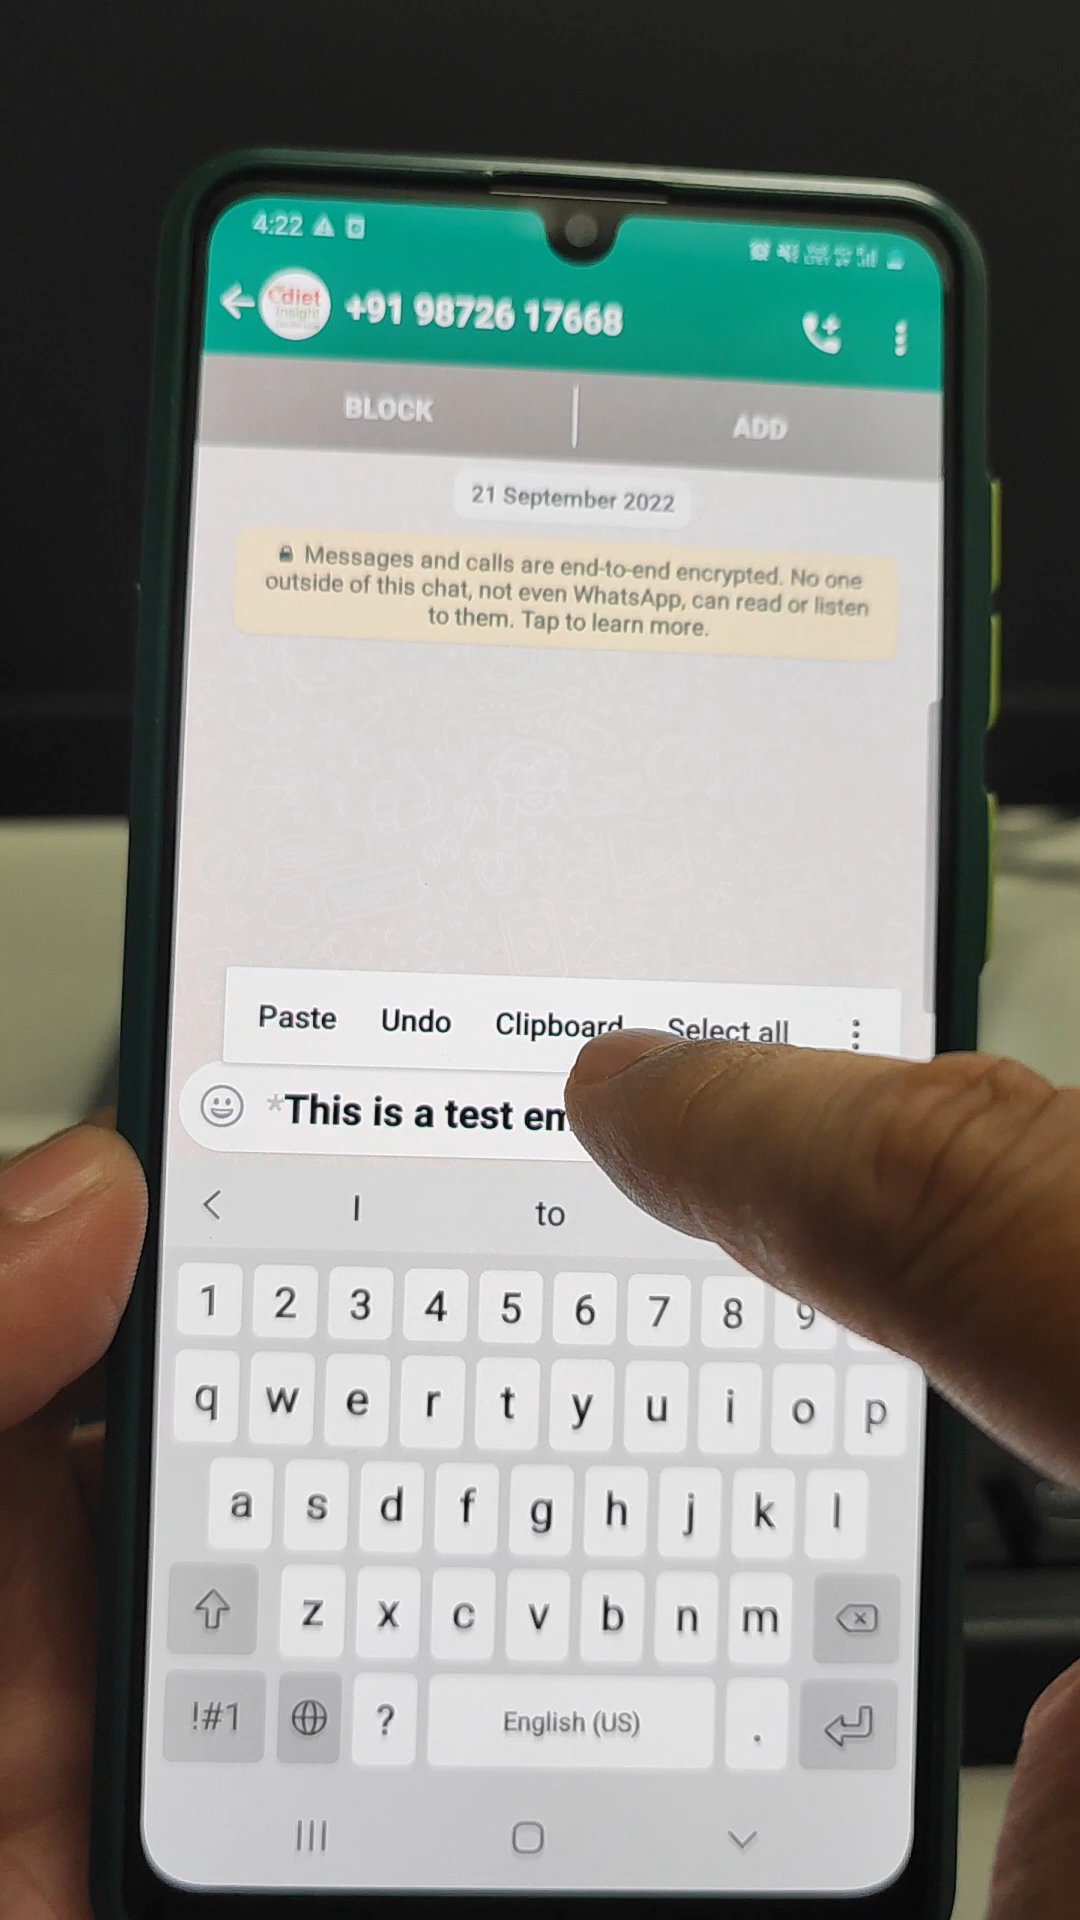 4:22
diet
Insight
+91 98726 17668
BLOCK
ADD
21 September 2022
Messages and calls are end-to-end encrypted. No one
outside of this chat, not even WhatsApp, can read or listen
to them. Tap to learn more.
Paste Undo Clipboard Select all
*This is a test
< I to
1 2 3 4 5 6 7 8 9
q w e r t y u i o p
a s d f g h j k l
z x c v b n m
!#1 ? English (US) .